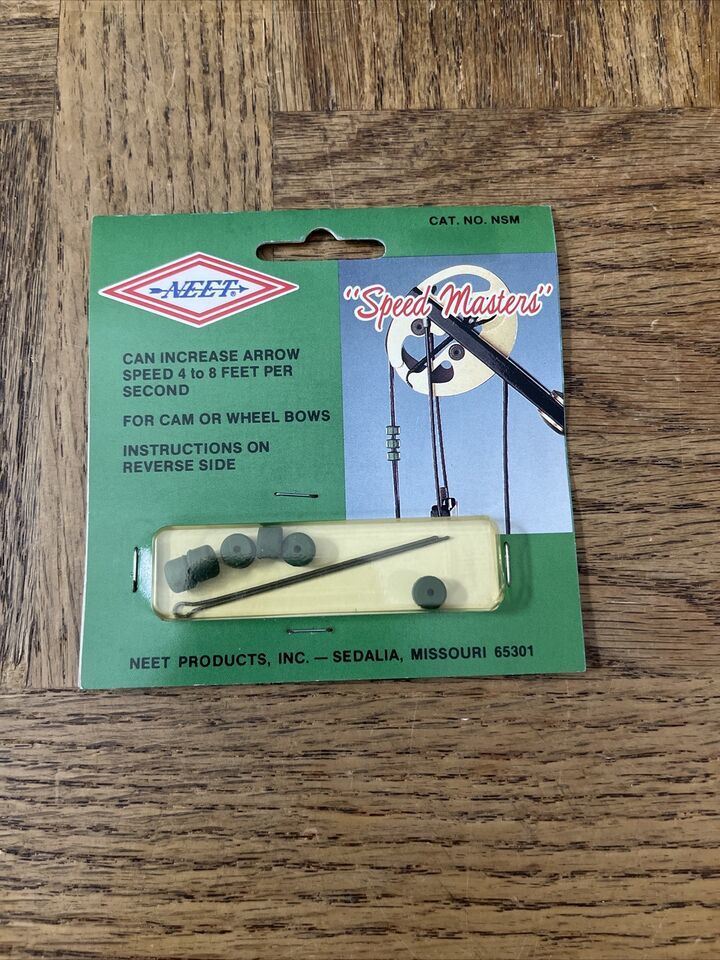 CAT. NO. NSM
NEET®
"Speed Masters"
CAN INCREASE ARROW
SPEED 4 to 8 FEET PER
SECOND
FOR CAM OR WHEEL BOWS
INSTRUCTIONS ON
REVERSE SIDE
NEET PRODUCTS, INC. — SEDALIA, MISSOURI 65301